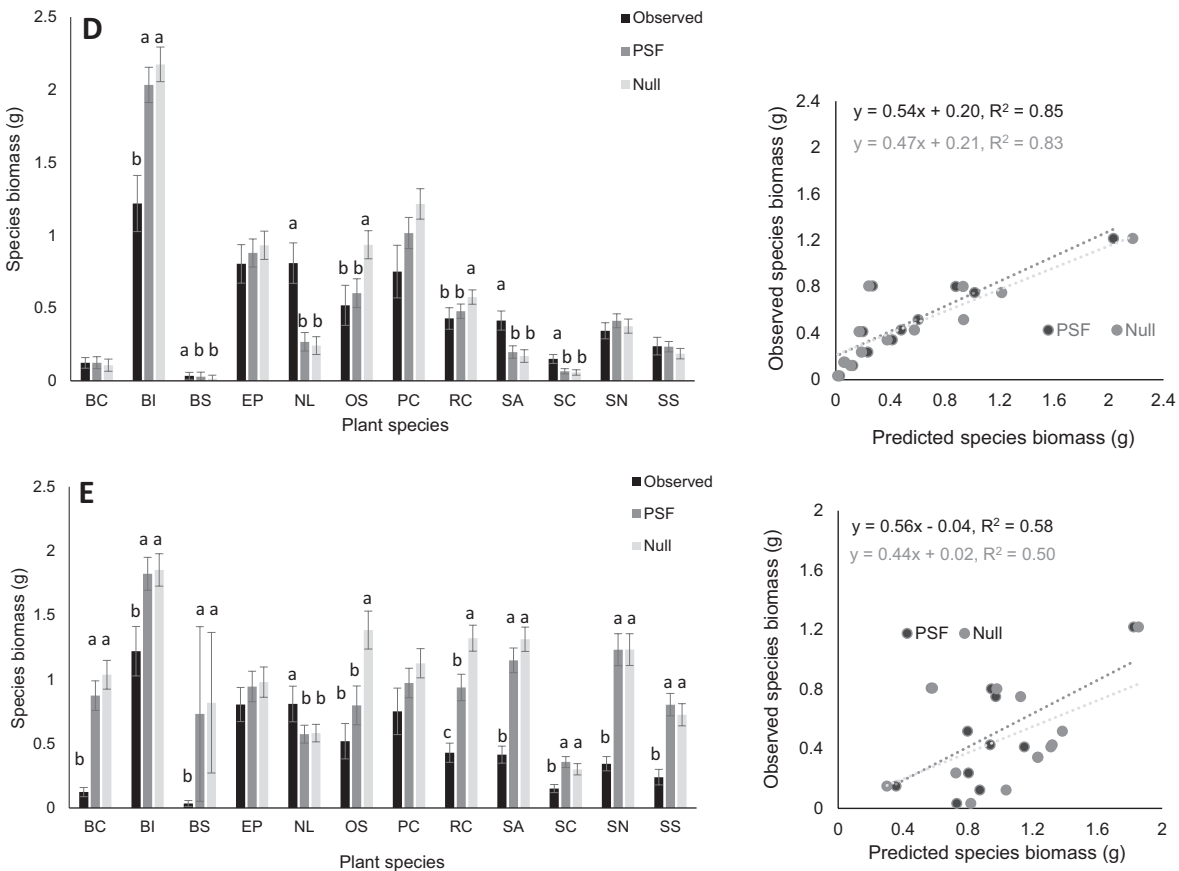 D
Observed
PSF
Null
Species biomass (g)
2.5
2
1.5
1
0.5
0
a a
b
a b b
a
b b
b b
a
b b
a
a
b b
a
b b
BC BI BS EP NL OS PC RC SA SC SN SS
Plant species
Observed species biomass (g)
2.4
2
1.6
1.2
0.8
0.4
0
y = 0.54x + 0.20, R² = 0.85
y = 0.47x + 0.21, R² = 0.83
PSF Null
0 0.4 0.8 1.2 1.6 2 2.4
Predicted species biomass (g)
E
Observed
PSF
Null
Species biomass (g)
2.5
2
1.5
1
0.5
0
b
a a
b
a a
b
a a
a
b b
b
b
a
c
b
a
b
a a
b
a a
b
a a
b
a a
BC BI BS EP NL OS PC RC SA SC SN SS
Plant species
Observed species biomass (g)
2
1.6
1.2
0.8
0.4
0
y = 0.56x - 0.04, R² = 0.58
y = 0.44x + 0.02, R² = 0.50
PSF Null
0 0.4 0.8 1.2 1.6 2
Predicted species biomass (g)